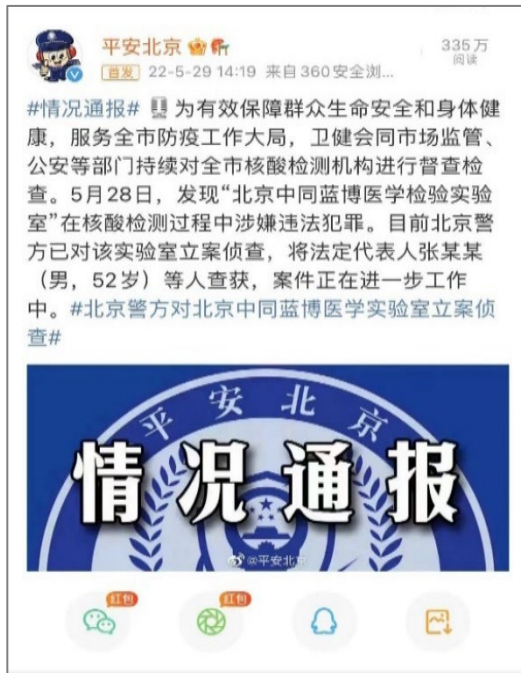 平安北京
335万
阅读
首发 22-5-29 14:19 来自360安全浏...
#情况通报# 为有效保障群众生命安全和身体健
康，服务全市防疫工作大局，卫健会同市场监管、
公安等部门持续对全市核酸检测机构进行督查检
查。5月28日，发现“北京中同蓝博医学检验实验
室”在核酸检测过程中涉嫌违法犯罪。目前北京警
方已对该实验室立案侦查，将法定代表人张某某
（男，52岁）等人查获，案件正在进一步工作
中。#北京警方对北京中同蓝博医学实验室立案侦
查#
平安北京
情况通报
@平安北京
红包
红包